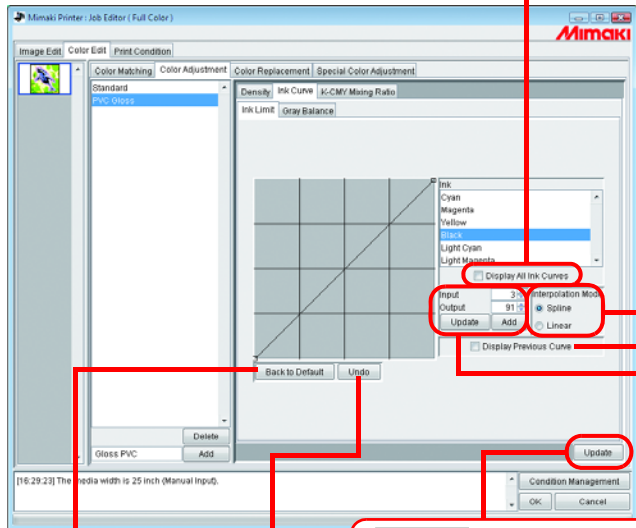 Mimaki Printer : Job Editor ( Full Color )
Mimaki
Image Edit Color Edit Print Condition
Color Matching Color Adjustment Color Replacement Special Color Adjustment
Standard
PVC Gloss
Density Ink Curve K-CMY Mixing Ratio
Ink Limit Gray Balance
Ink
Cyan
Magenta
Yellow
Black
Light Cyan
Light Magenta
Display All Ink Curves
Input 3 Interpolation Mode
Output 91 Spline
Update Add Linear
Display Previous Curve
Back to Default Undo
Delete
Gloss PVC Add
Update
[16:29:23] The media width is 25 inch (Manual Input).
Condition Management
OK Cancel